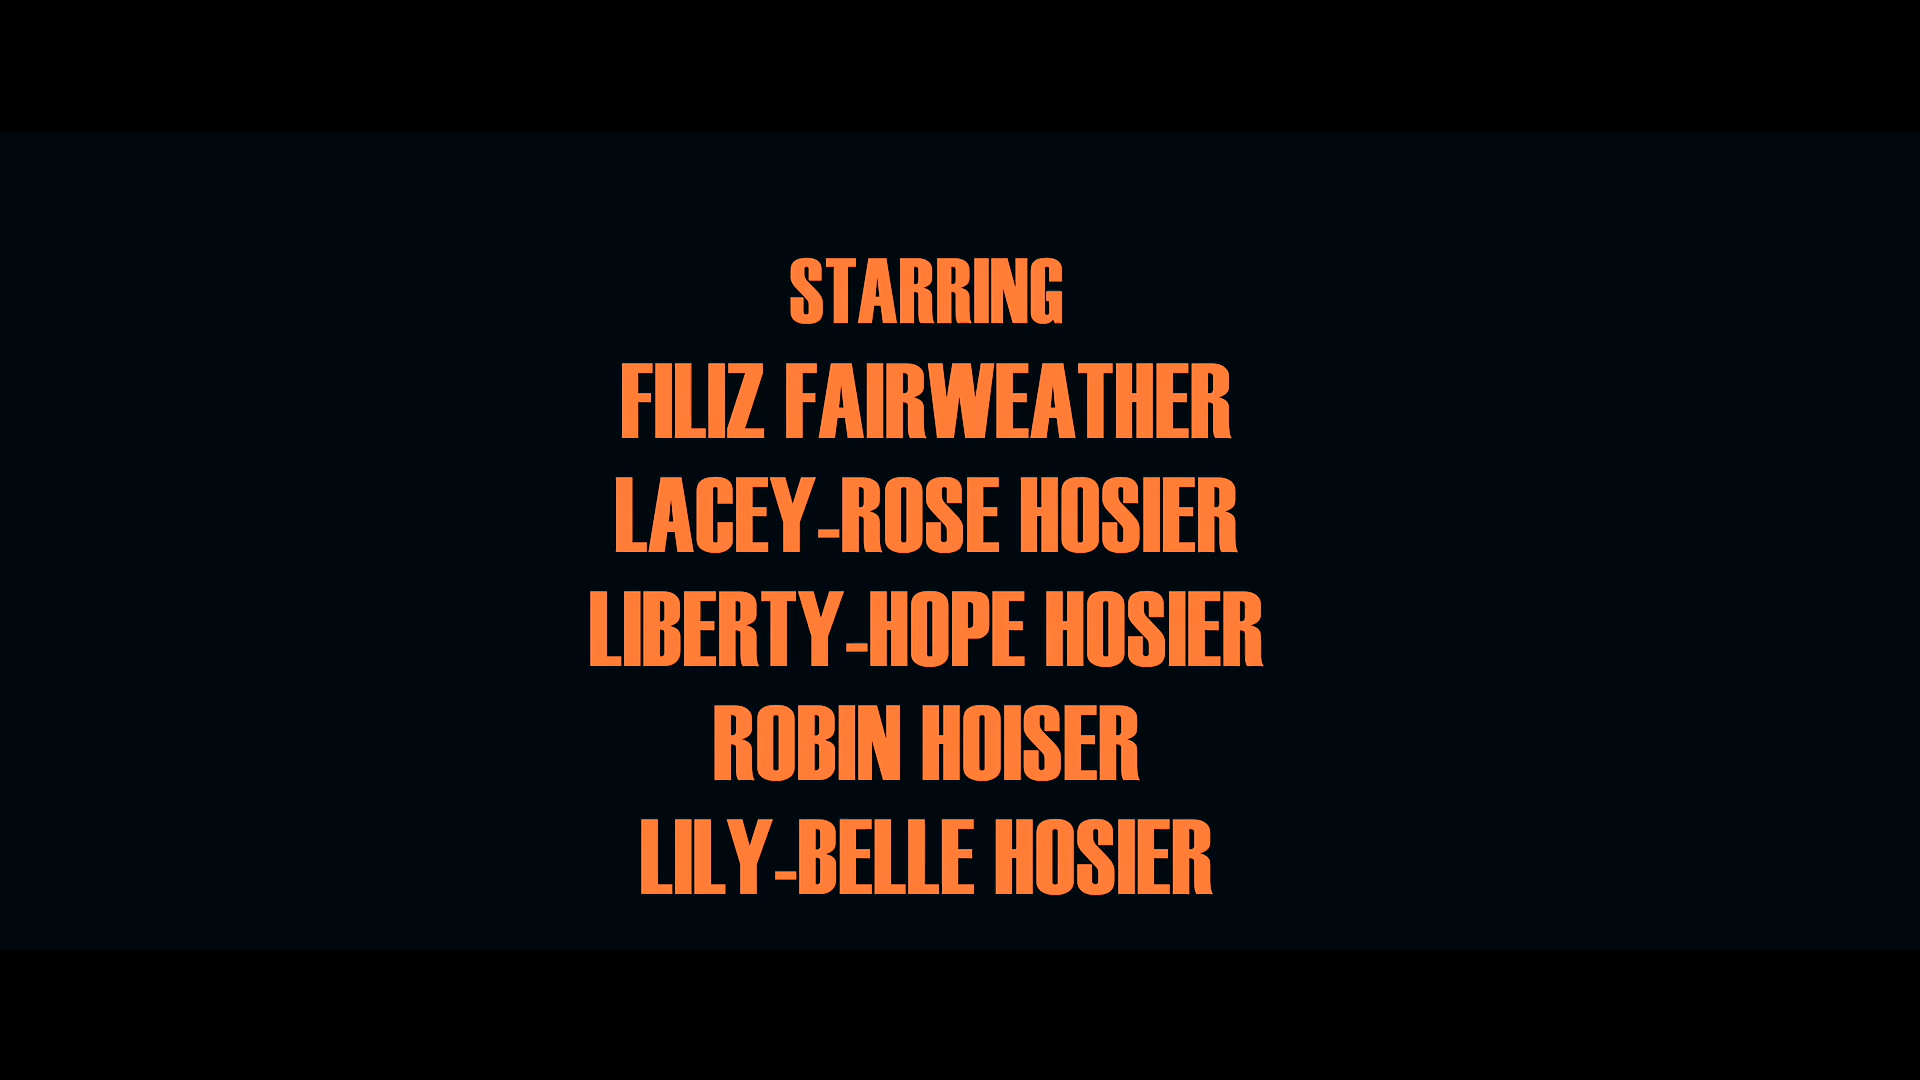 STARRING
FILIZ FAIRWEATHER
LACEY-ROSE HOSIER
LIBERTY-HOPE HOSIER
ROBIN HOISER
LILY-BELLE HOSIER